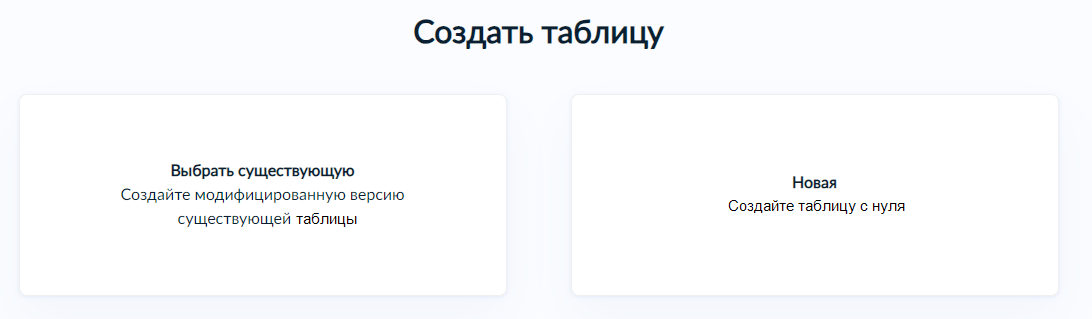 Создать таблицу
Выбрать существующую
Создайте модифицированную версию
существующей таблицы
Новая
Создайте таблицу с нуля